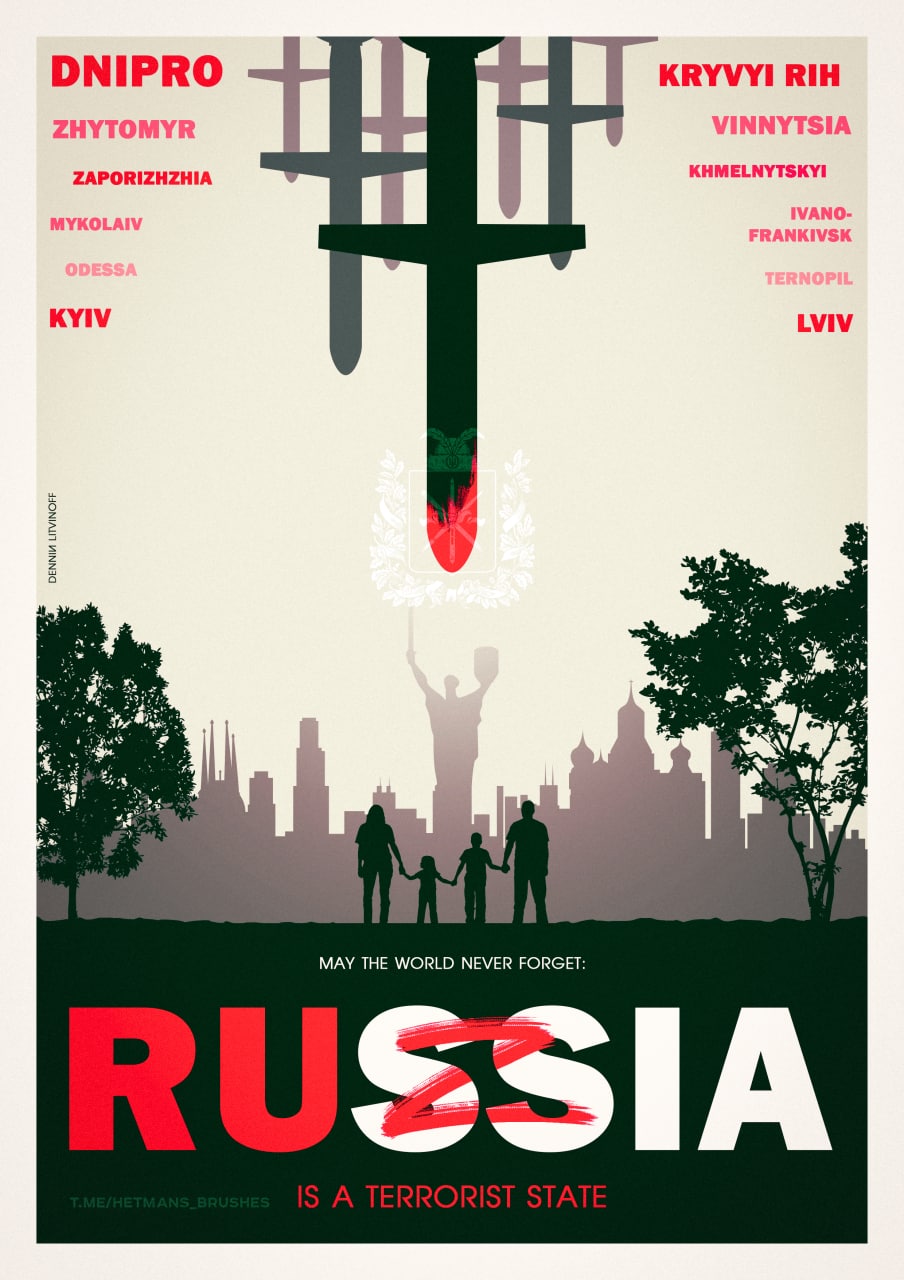 DNIPRO
ZHYTOMYR
ZAPORIZHZHIA
MYKOLAIV
ODESSA
KYIV
KRYVYI RIH
VINNYTSIA
KHMELNYTSKYI
IVANO-
FRANKIVSK
TERNOPIL
LVIV
DENNIИ LITVINOFF
MAY THE WORLD NEVER FORGET:
RUSSIA
Z
IS A TERRORIST STATE
T.ME/HETMANS_BRUSHES